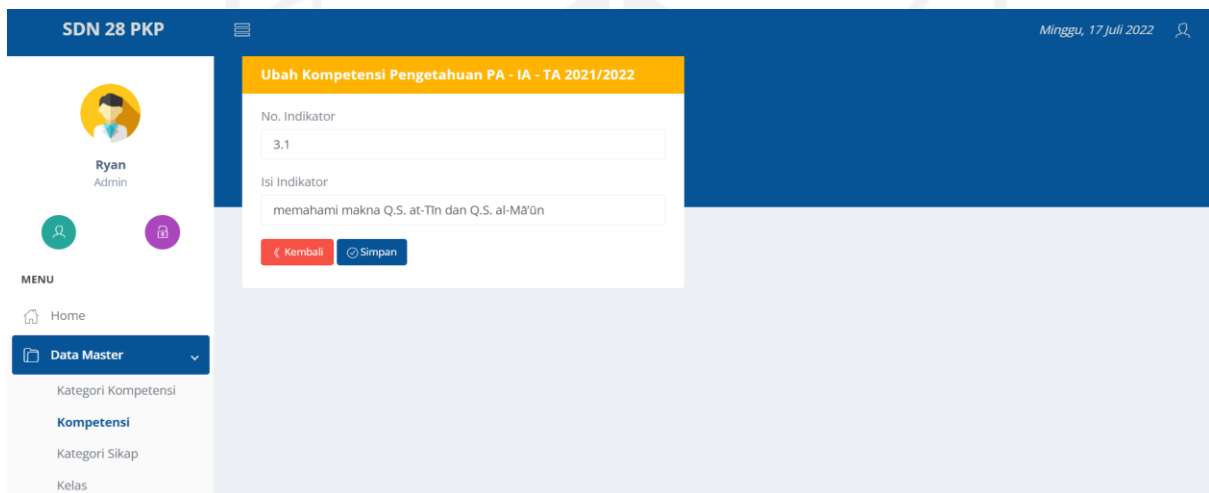 SDN 28 PKP
Minggu, 17 Juli 2022
Ubah Kompetensi Pengetahuan PA - IA - TA 2021/2022
No. Indikator
3.1
Isi Indikator
memahami makna Q.S. at-Tīn dan Q.S. al-Mā'ūn
Kembali Simpan
Ryan
Admin
MENU
Home
Data Master
Kategori Kompetensi
Kompetensi
Kategori Sikap
Kelas